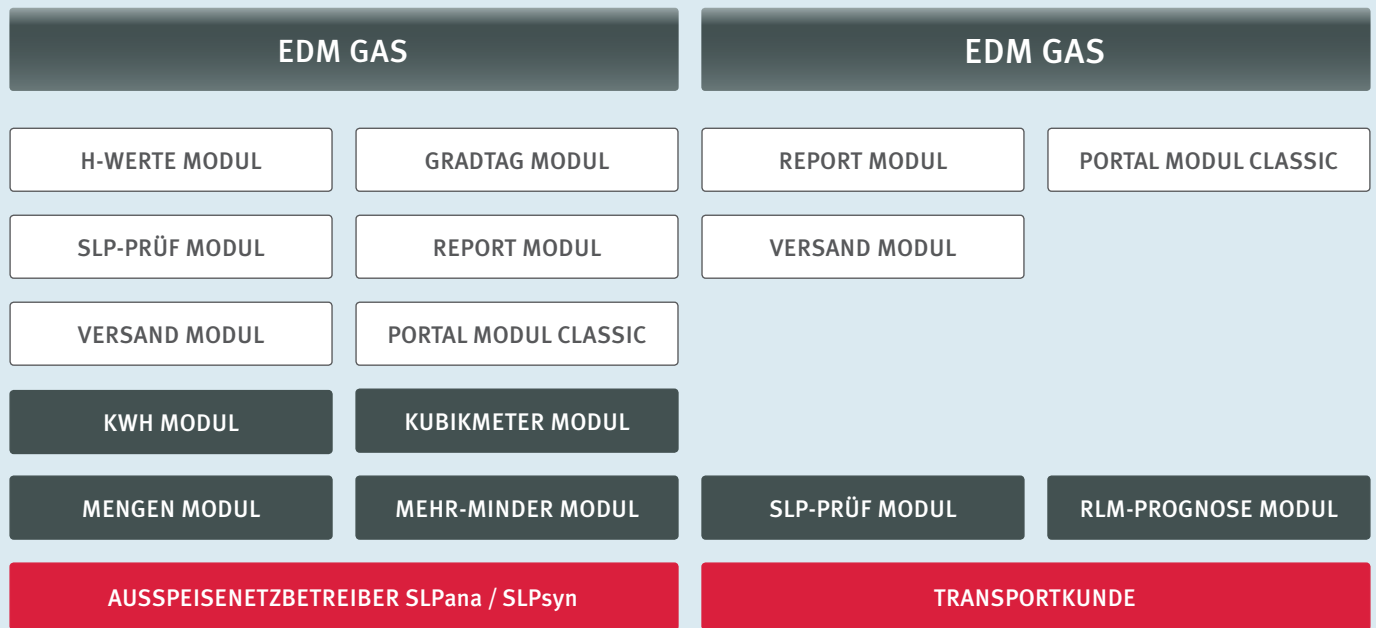 EDM GAS
H-WERTE MODUL
GRADTAG MODUL
SLP-PRÜF MODUL
REPORT MODUL
VERSAND MODUL
PORTAL MODUL CLASSIC
KWH MODUL
KUBIKMETER MODUL
MENGEN MODUL
MEHR-MINDER MODUL
AUSSPEISENETZBETREIBER SLPana / SLPsyn
EDM GAS
REPORT MODUL
PORTAL MODUL CLASSIC
VERSAND MODUL
SLP-PRÜF MODUL
RLM-PROGNOSE MODUL
TRANSPORTKUNDE